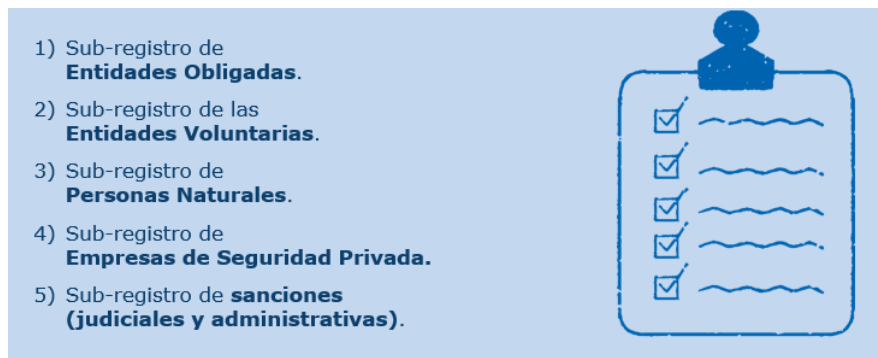 1) Sub-registro de
Entidades Obligadas.
2) Sub-registro de las
Entidades Voluntarias.
3) Sub-registro de
Personas Naturales.
4) Sub-registro de
Empresas de Seguridad Privada.
5) Sub-registro de sanciones
(judiciales y administrativas).